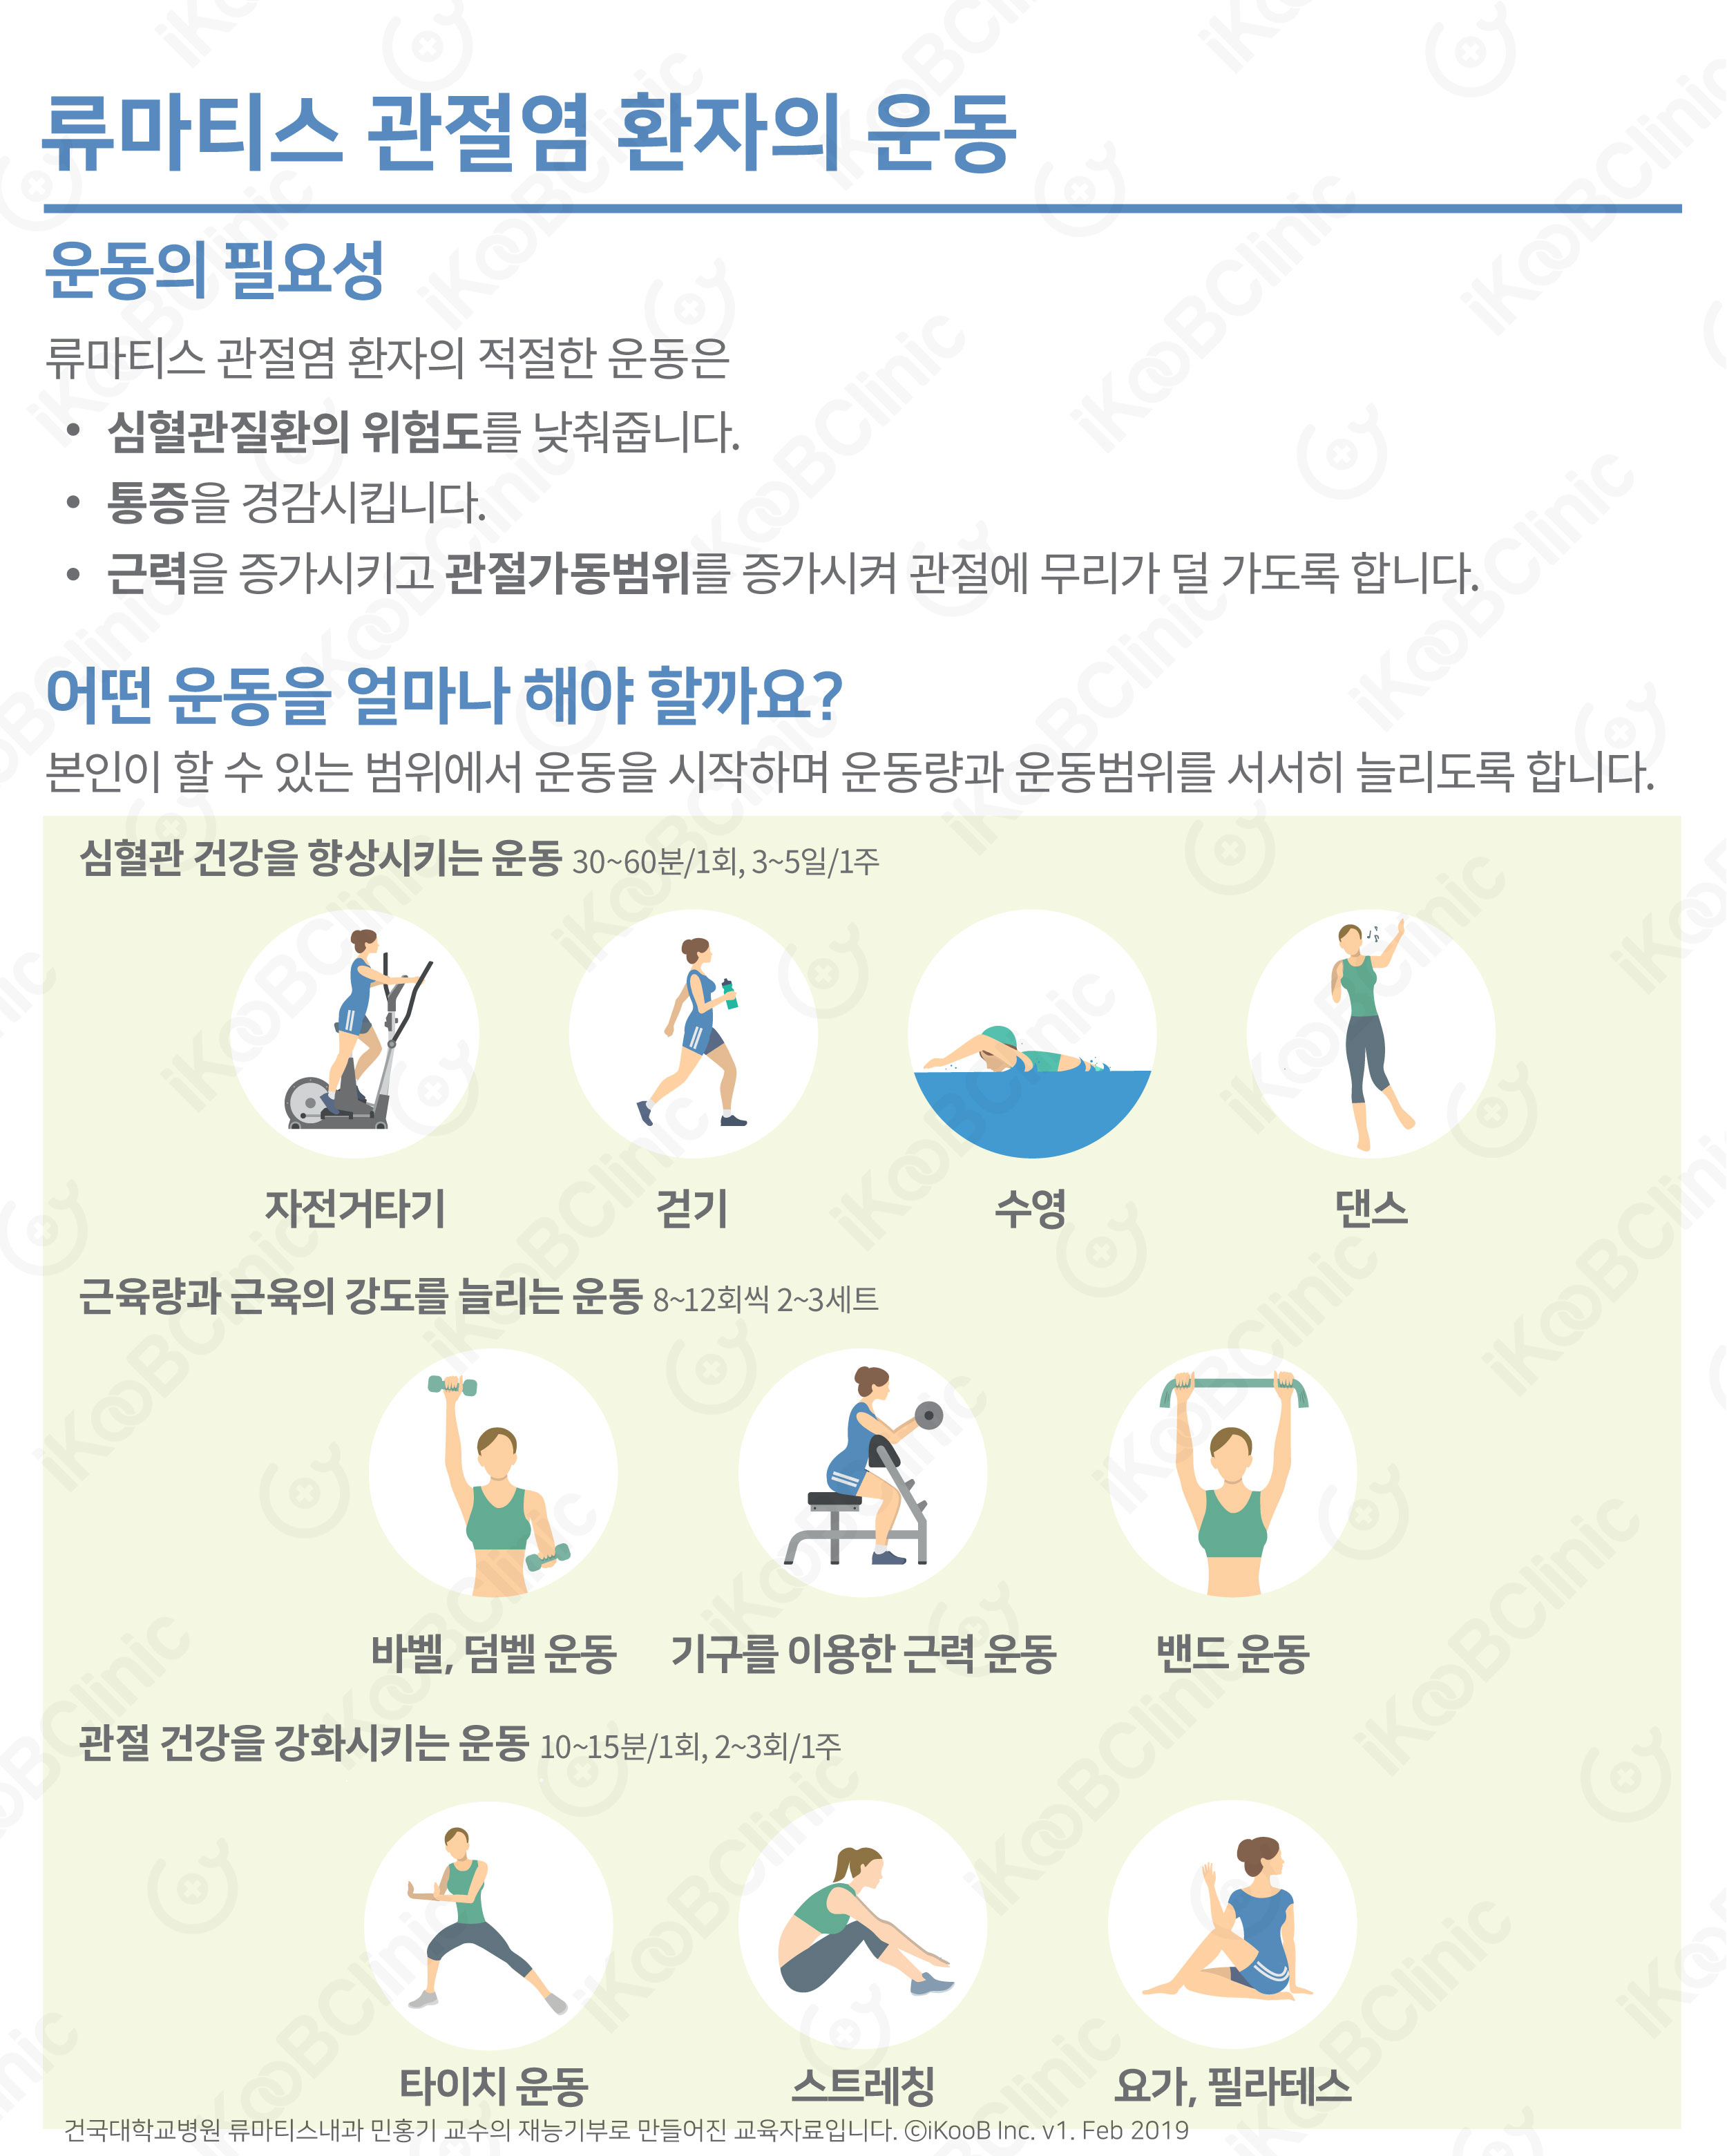 류마티스 관절염 환자의 운동
운동의 필요성
류마티스 관절염 환자의 적절한 운동은
• 심혈관질환의 위험도를 낮춰줍니다.
• 통증을 경감시킵니다.
• 근력을 증가시키고 관절가동범위를 증가시켜 관절에 무리가 덜 가도록 합니다.
어떤 운동을 얼마나 해야 할까요?
본인이 할 수 있는 범위에서 운동을 시작하며 운동량과 운동범위를 서서히 늘리도록 합니다.
심혈관 건강을 향상시키는 운동 30~60분/1회, 3~5일/1주
자전거타기 걷기 수영 댄스
근육량과 근육의 강도를 늘리는 운동 8~12회씩 2~3세트
바벨, 덤벨 운동 기구를 이용한 근력 운동 밴드 운동
관절 건강을 강화시키는 운동 10~15분/1회, 2~3회/1주
타이치 운동 스트레칭 요가, 필라테스
건국대학교병원 류마티스내과 민홍기 교수의 재능기부로 만들어진 교육자료입니다. ©iKooB Inc. v1. Feb 2019
iKooBClinic